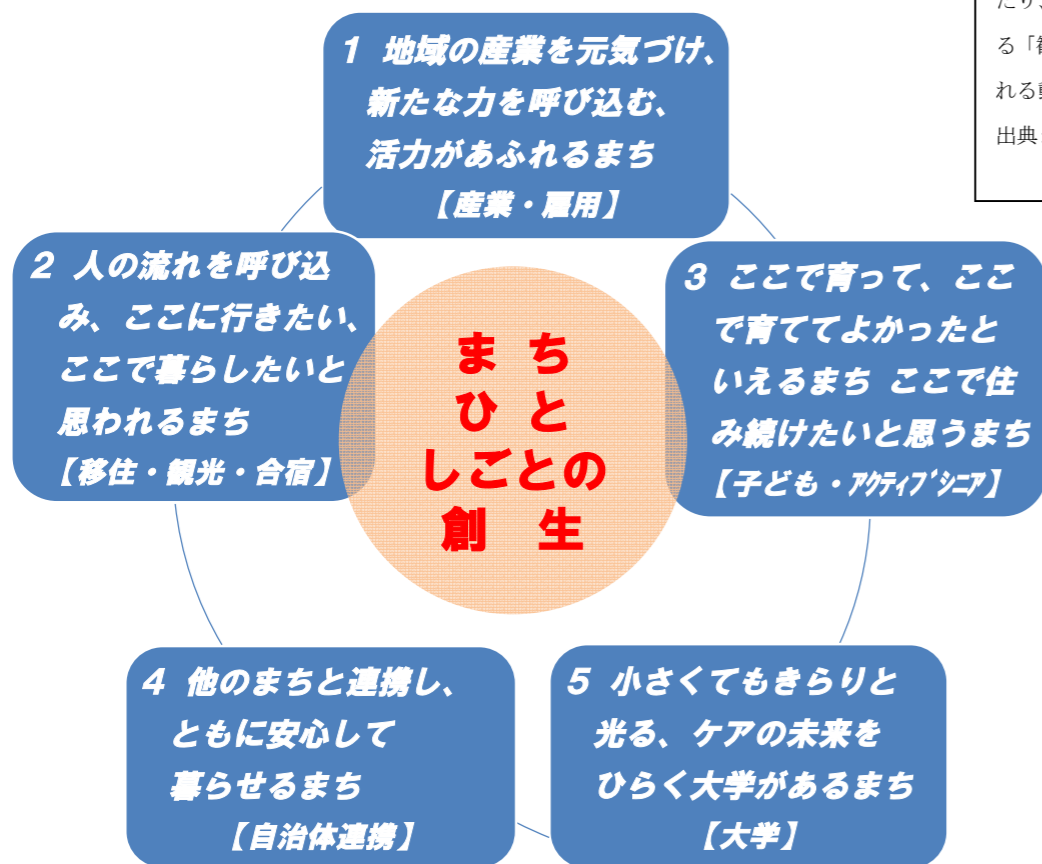 1 地域の産業を元気づけ、
新たな力を呼び込む、
活力があふれるまち
【産業・雇用】
2 人の流れを呼び込
み、ここに行きたい、
ここで暮らしたいと
思われるまち
【移住・観光・合宿】
3 ここで育って、ここ
で育ててよかったと
いえるまち ここで住
み続けたいと思うまち
【子ども・アクティブシニア】
まち
ひと
しごとの
創 生
4 他のまちと連携し、
ともに安心して
暮らせるまち
【自治体連携】
5 小さくてもきらりと
光る、ケアの未来を
ひらく大学があるまち
【大学】
る「
れる
出典